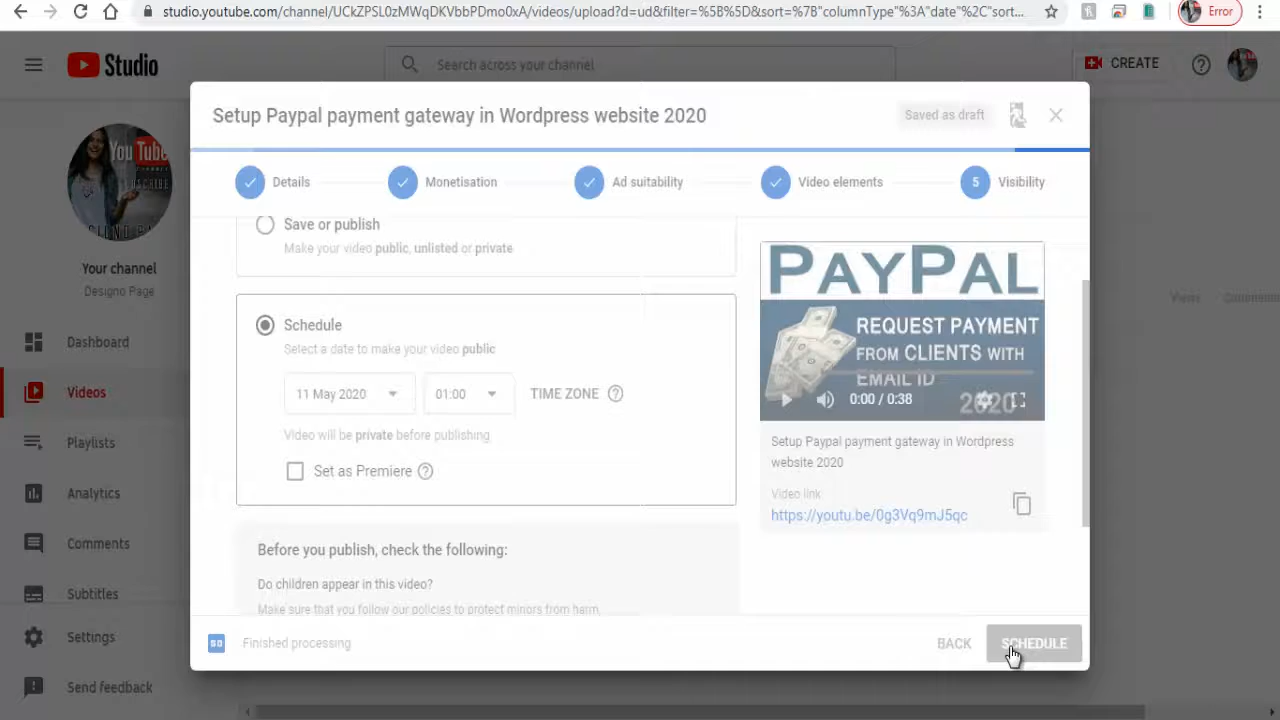 studio.youtube.com/channel/UCkZPSL0zMWqDKVbbPDmo0xA/videos/upload?d=ud&filter=%5B%5D&sort=%7B"columnType"%3A"date"%2C"sort...
Error
Studio
Search across your channel
CREATE
Setup Paypal payment gateway in Wordpress website 2020
Saved as draft
Details
Monetisation
Ad suitability
Video elements
5
Visibility
You Tube
Your channel
Designo Page
Dashboard
Videos
Playlists
Analytics
Comments
Subtitles
Settings
Send feedback
Save or publish
Make your video public, unlisted or private
Schedule
Select a date to make your video public
11 May 2020
01:00
TIME ZONE
Video will be private before publishing
Set as Premiere
Before you publish, check the following:
Do children appear in this video?
Make sure that you follow our policies to protect minors from harm.
PAYPAL
REQUEST PAYMENT
FROM CLIENTS WITH
EMAIL ID
2020
0:00 / 0:38
Setup Paypal payment gateway in Wordpress
website 2020
Video link
https://youtu.be/0g3Vq9mJ5qc
Views
SD
Finished processing
BACK
SCHEDULE